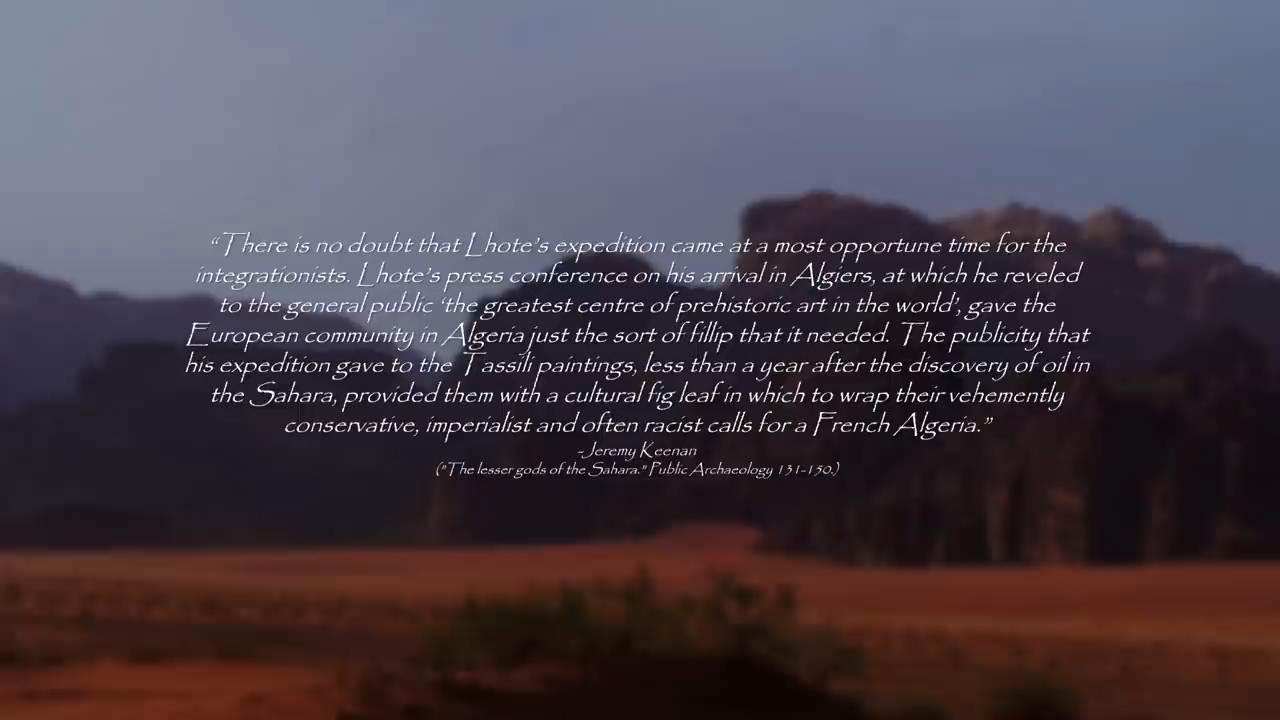 “There is no doubt that Lhote’s expedition came at a most opportune time for the
integrationists. Lhote’s press conference on his arrival in Algiers, at which he reveled
to the general public ‘the greatest centre of prehistoric art in the world’, gave the
European community in Algeria just the sort of fillip that it needed. The publicity that
his expedition gave to the Tassili paintings, less than a year after the discovery of oil in
the Sahara, provided them with a cultural fig leaf in which to wrap their vehemently
conservative, imperialist and often racist calls for a French Algeria.”
-Jeremy Keenan
("The lesser gods of the Sahara." Public Archaeology 131-150.)